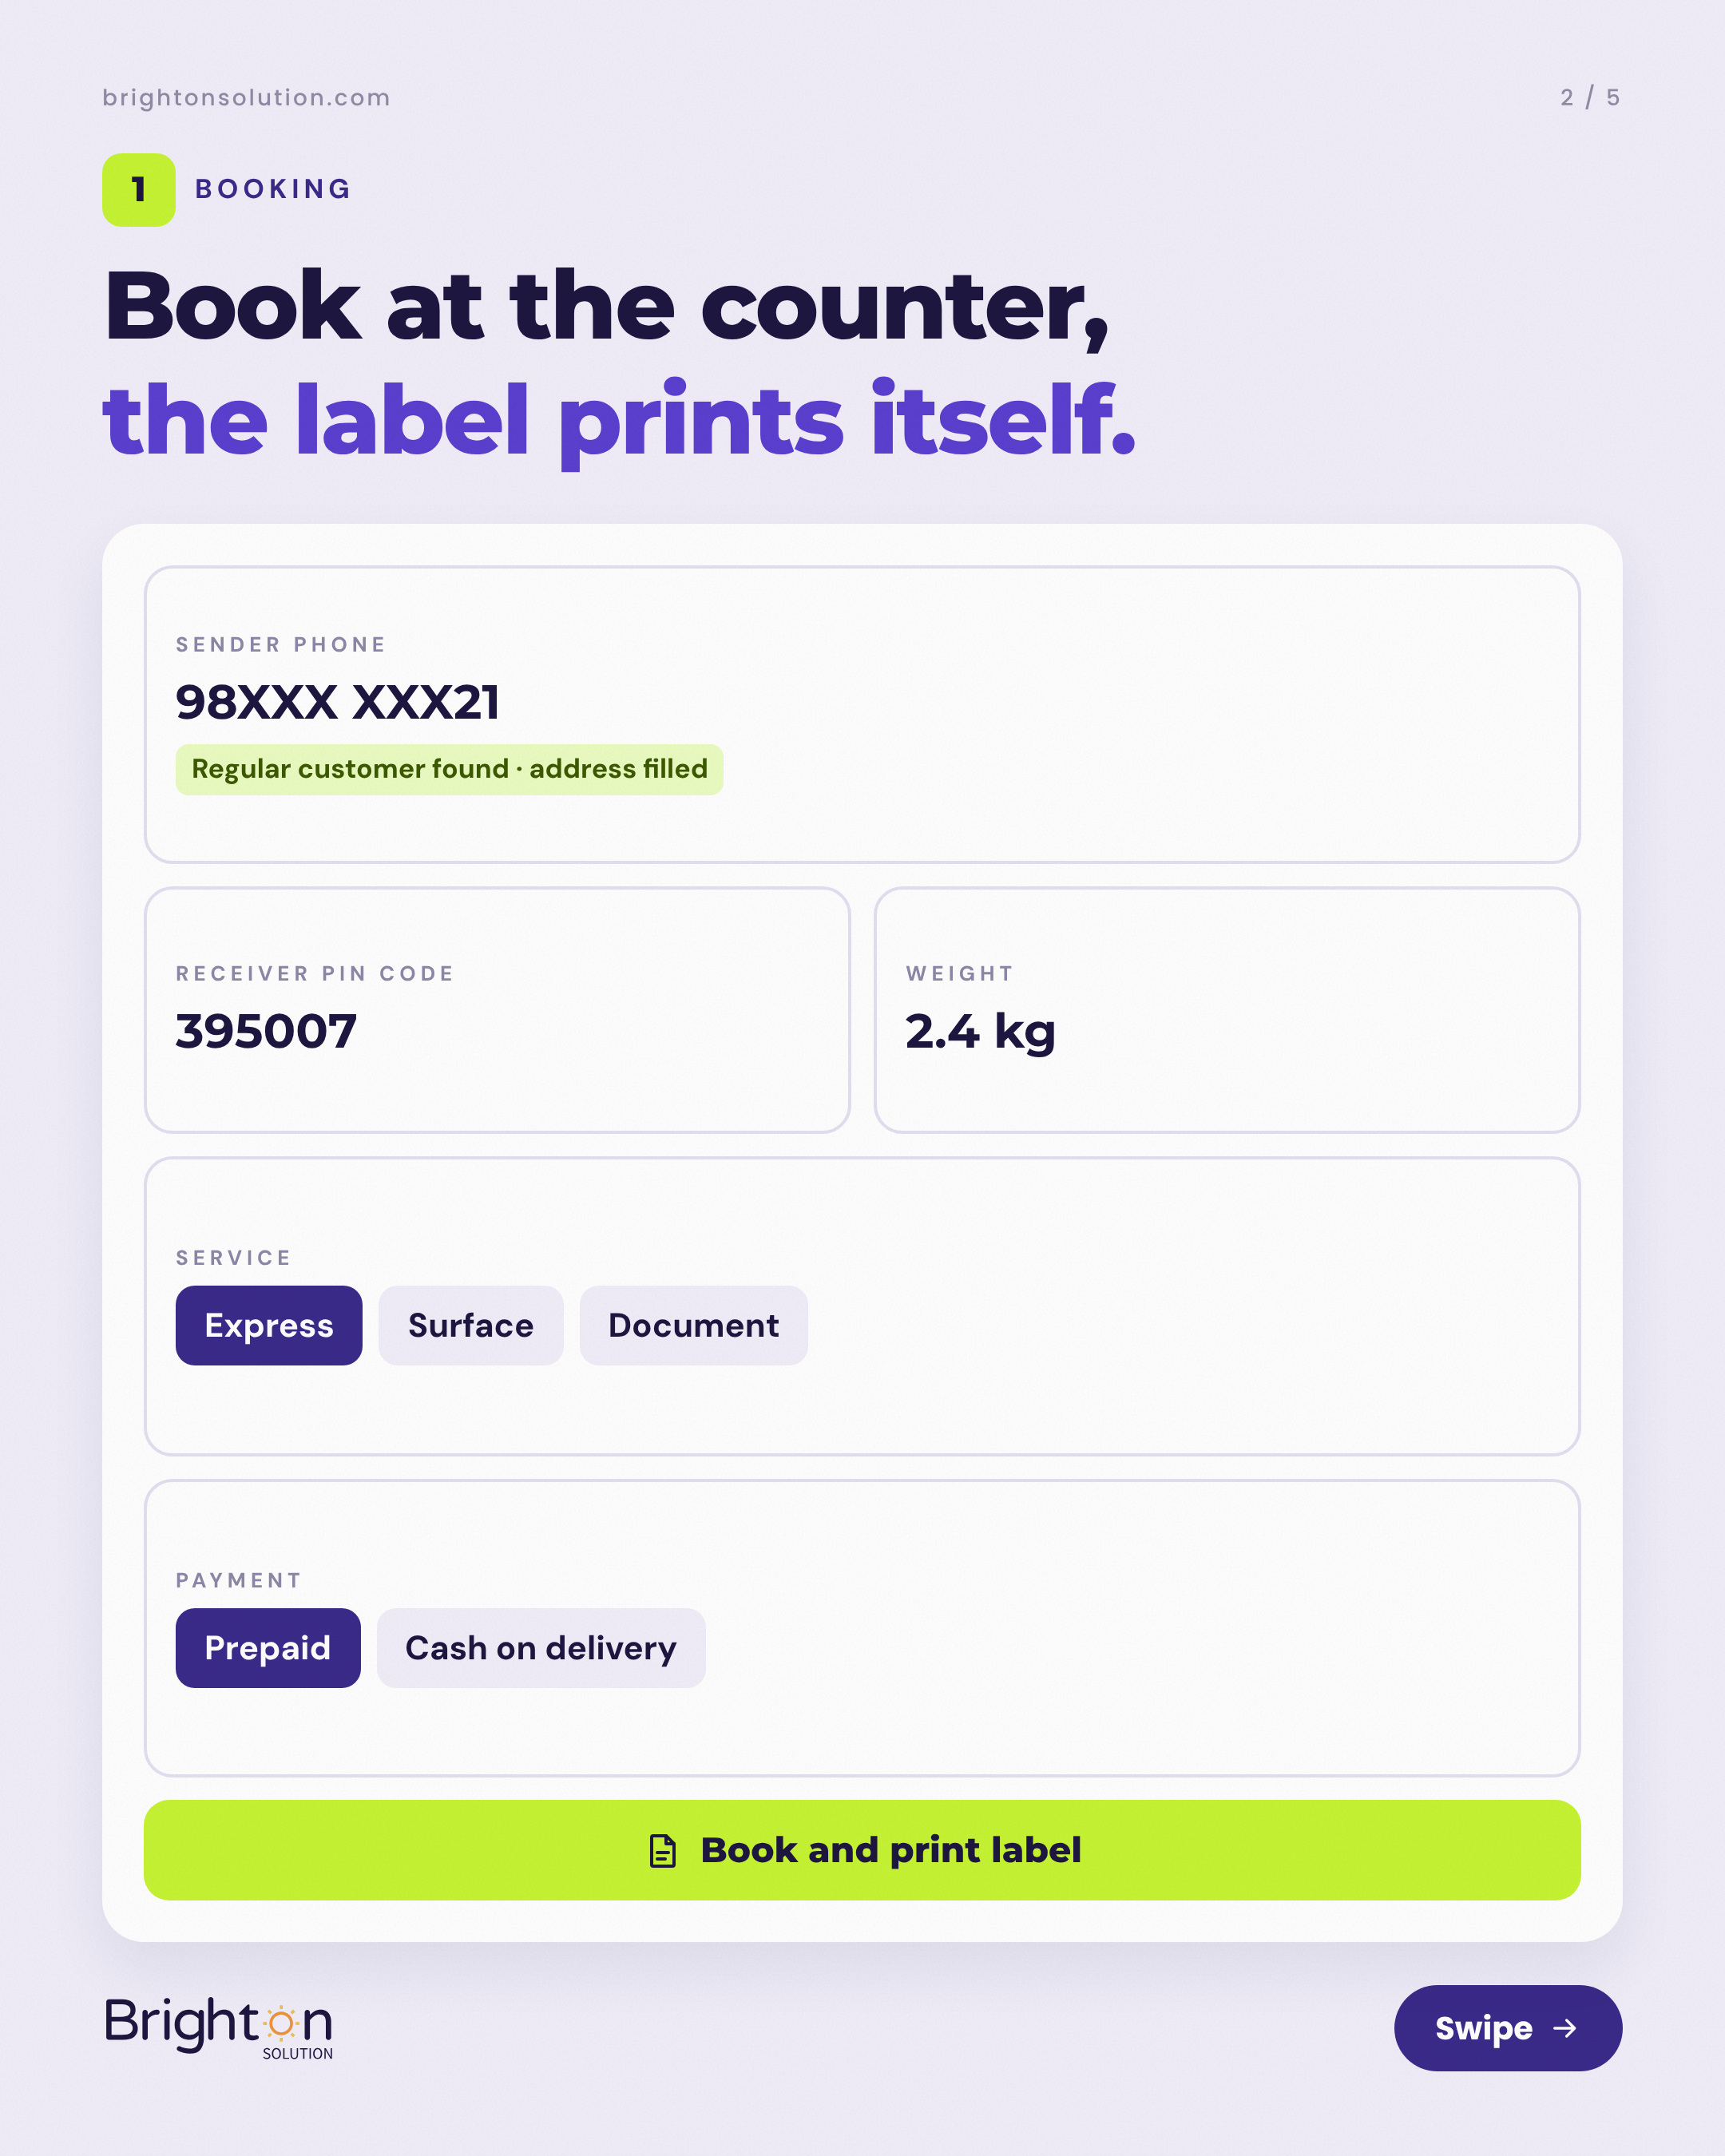 brightonsolution.com
2 / 5
1 BOOKING
Book at the counter,
the label prints itself.
SENDER PHONE
98XXX XXX21
Regular customer found · address filled
RECEIVER PIN CODE
395007
WEIGHT
2.4 kg
SERVICE
Express Surface Document
PAYMENT
Prepaid Cash on delivery
Book and print label
Brighton
SOLUTION
Swipe →